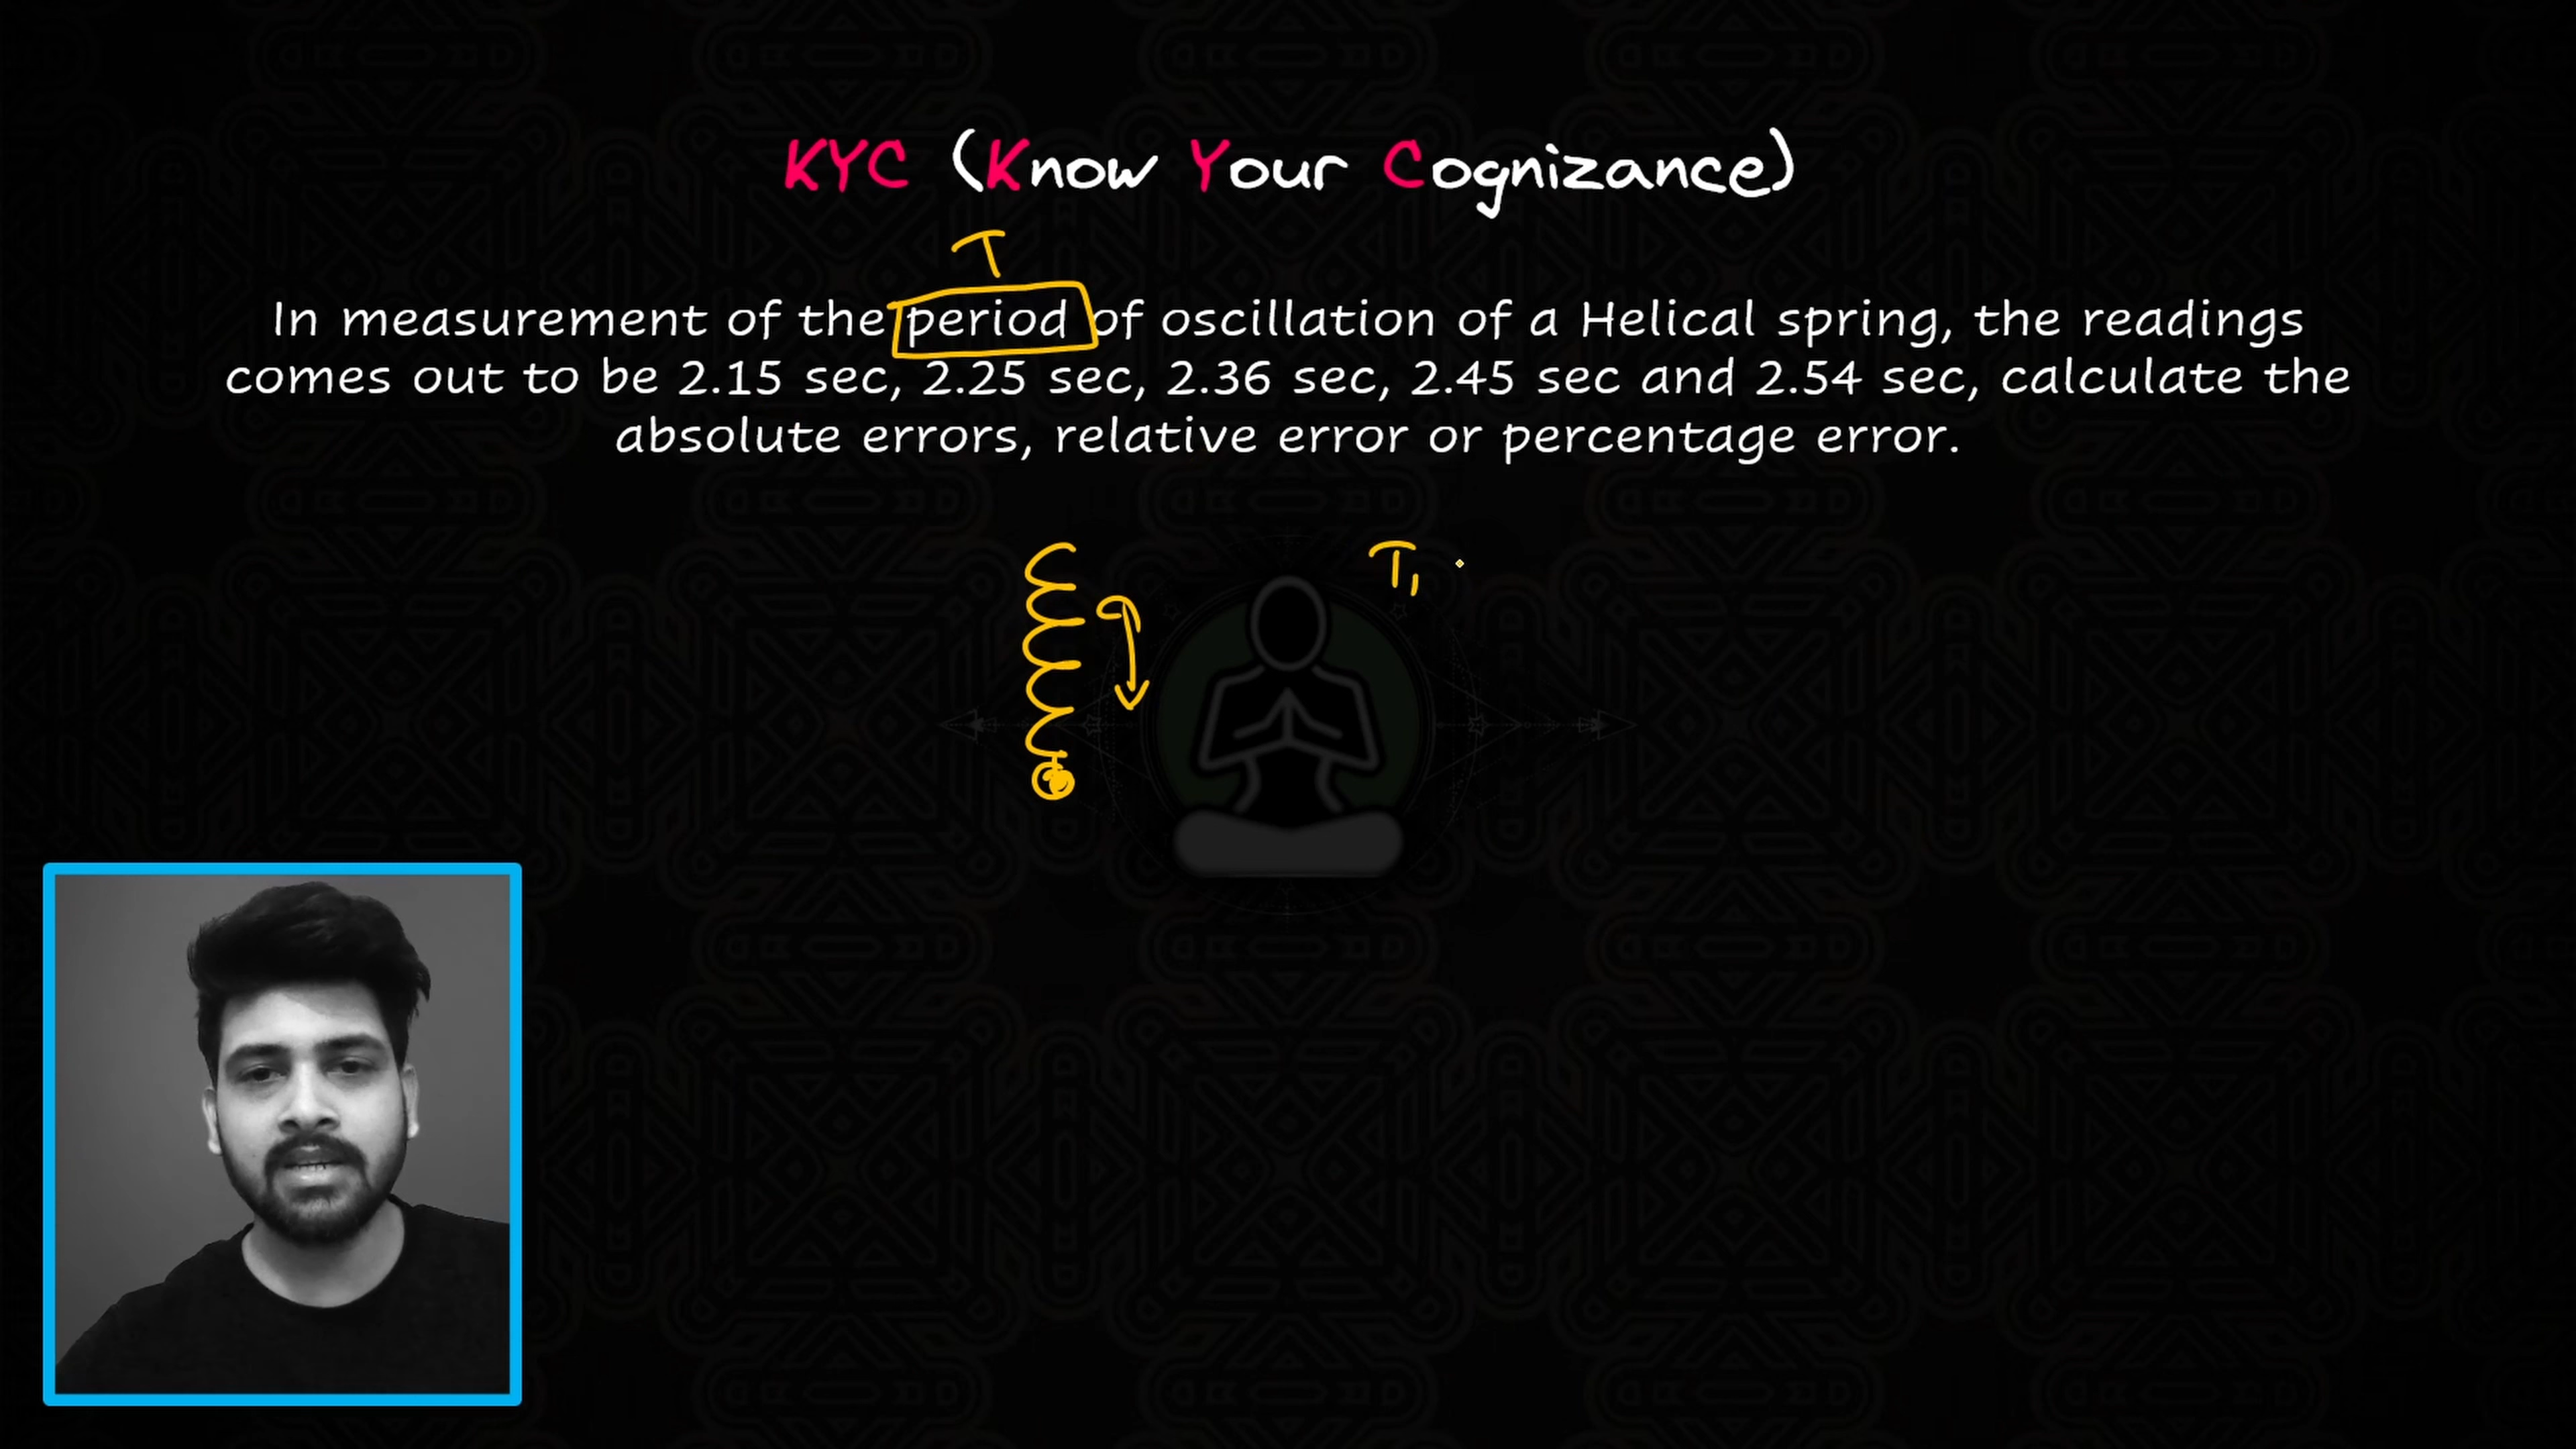 KYC (Know Your Cognizance)
T
In measurement of the period of oscillation of a Helical spring, the readings
comes out to be 2.15 sec, 2.25 sec, 2.36 sec, 2.45 sec and 2.54 sec, calculate the
absolute errors, relative error or percentage error.
T₁